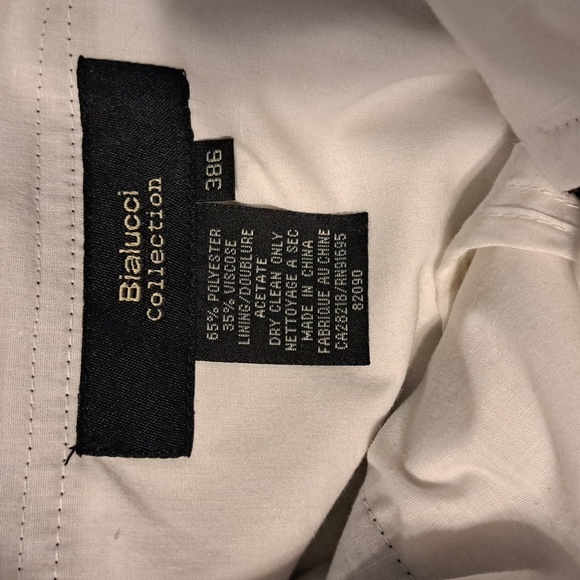 Bialucci
Collection
386
65% POLYESTER
35% VISCOSE
LINING/DOUBLURE
ACETATE
DRY CLEAN ONLY
NETTOYAGE A SEC
MADE IN CHINA
FABRIQUE AU CHINE
CA28218/RN91695
82090